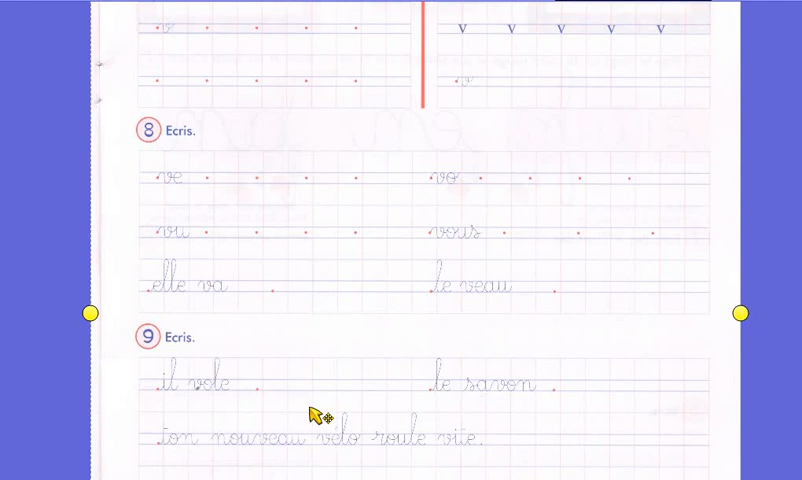 v v v v v v
v
8 Ecris.
ve vo
vu vous
elle va le veau
9 Ecris.
il vole le savon
ton nouveau vélo roule vite.